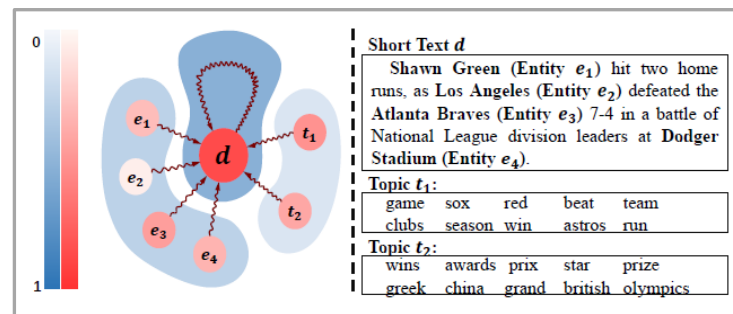 0
1
e₁
e₂
e₃
e₄
d
t₁
t₂
Short Text d
Shawn Green (Entity e₁) hit two home
runs, as Los Angeles (Entity e₂) defeated the
Atlanta Braves (Entity e₃) 7-4 in a battle of
National League division leaders at Dodger
Stadium (Entity e₄).
Topic t₁:
game sox red beat team
clubs season win astros run
Topic t₂:
wins awards prix star prize
greek china grand british olympics